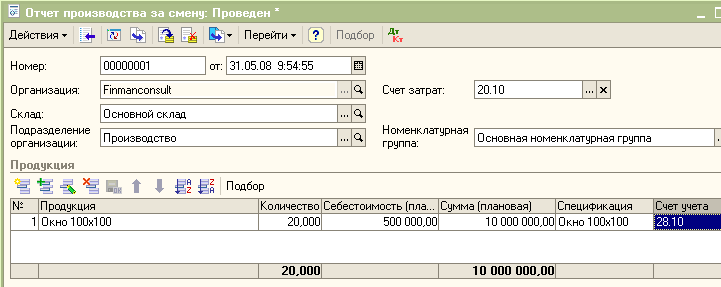 Отчет производства за смену: Проведен *
Действия Перейти ? Подбор Дт Кт
Номер: 00000001 от: 31.05.08 9:54:55
Организация: Finmanconsult ... Счет затрат: 20.10 ... ×
Склад: Основной склад ...
Подразделение организации: Производство ... Номенклатурная группа: Основная номенклатурная группа ...
Продукция
Подбор
№ Продукция Количество Себестоимость (пла... Сумма (плановая) Спецификация Счет учета
1 Окно 100x100 20,000 500 000,00 10 000 000,00 Окно 100x100 28.10
20,000 10 000 000,00